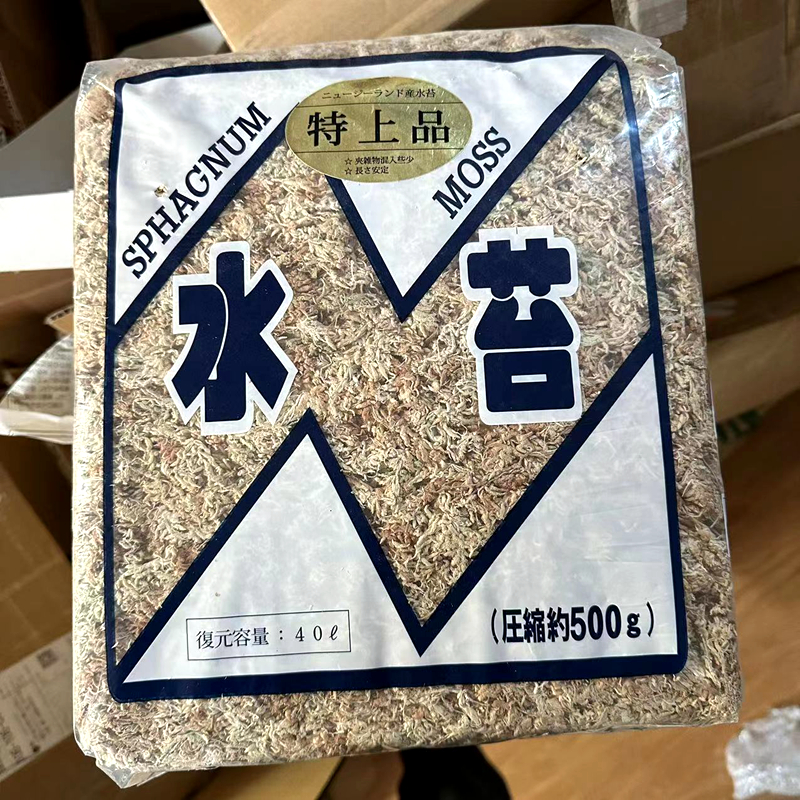 ニュージーランド産水苔
特上品
☆夾雑物混入些少
☆長さ安定
SPHAGNUM
MOSS
水苔
復元容量：40ℓ
（圧縮約500g）